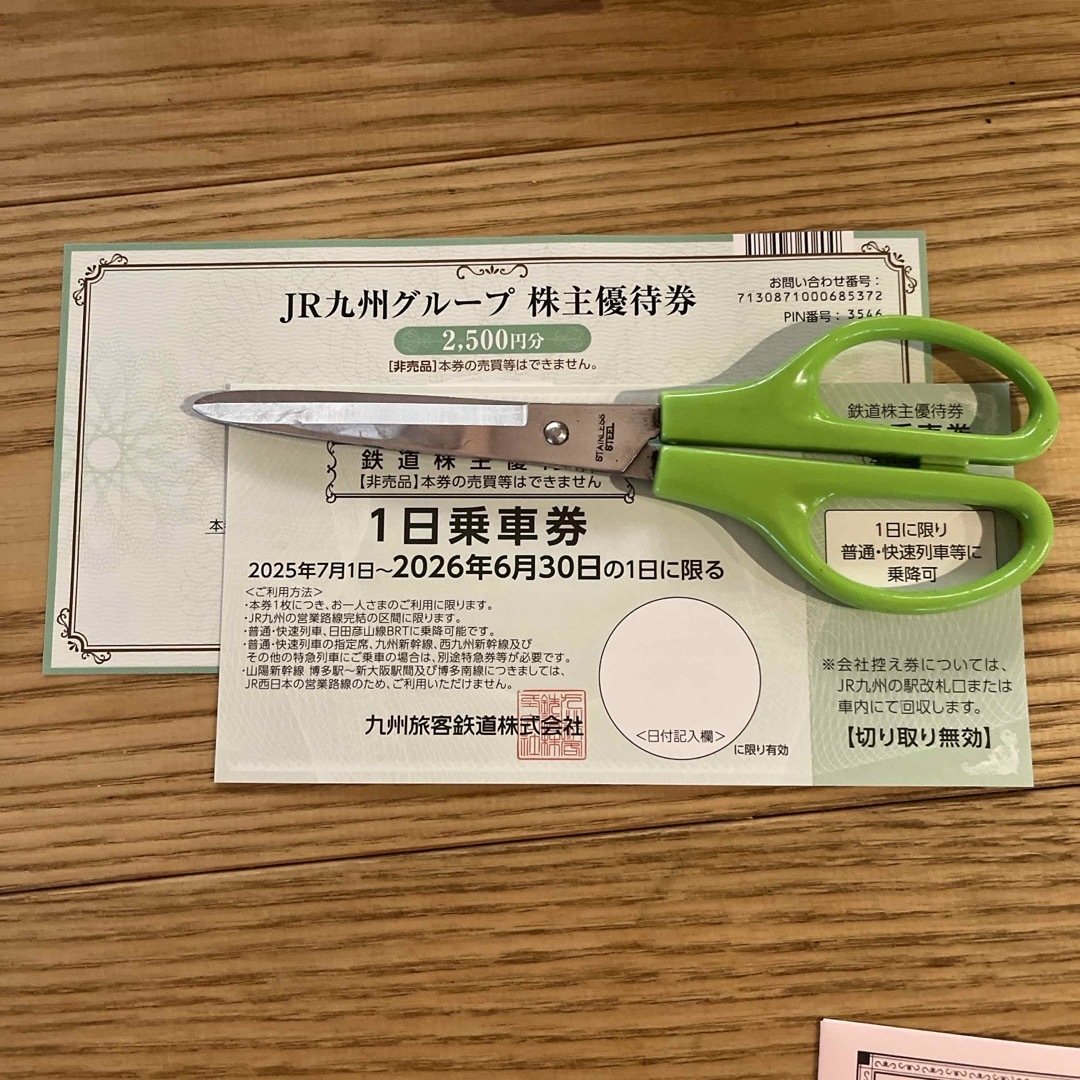 JR九州グループ 株主優待券
2,500円分
[非売品]本券の売買等はできません。
お問い合わせ番号：
7130871000685372
PIN番号：3546
STAINLESS
STEEL
鉄道株主優
【非売品】本券の売買等はできません
1日乗車券
2025年7月1日～2026年6月30日の1日に限る
＜ご利用方法＞
・本券1枚につき、お一人さまのご利用に限ります。
・JR九州の営業路線完結の区間に限ります。
・普通・快速列車、日田彦山線BRTに乗降可能です。
・普通・快速列車の指定席、九州新幹線、西九州新幹線及び
その他の特急列車にご乗車の場合は、別途特急券等が必要です。
・山陽新幹線 博多駅～新大阪駅間及び博多南線につきましては、
JR西日本の営業路線のため、ご利用いただけません。
九州旅客鉄道株式会社
＜日付記入欄＞
に限り有効
鉄道株主優待券
乗車券
1日に限り
普通・快速列車等に
乗降可
※会社控え券については、
JR九州の駅改札口または
車内にて回収します。
【切り取り無効】
本